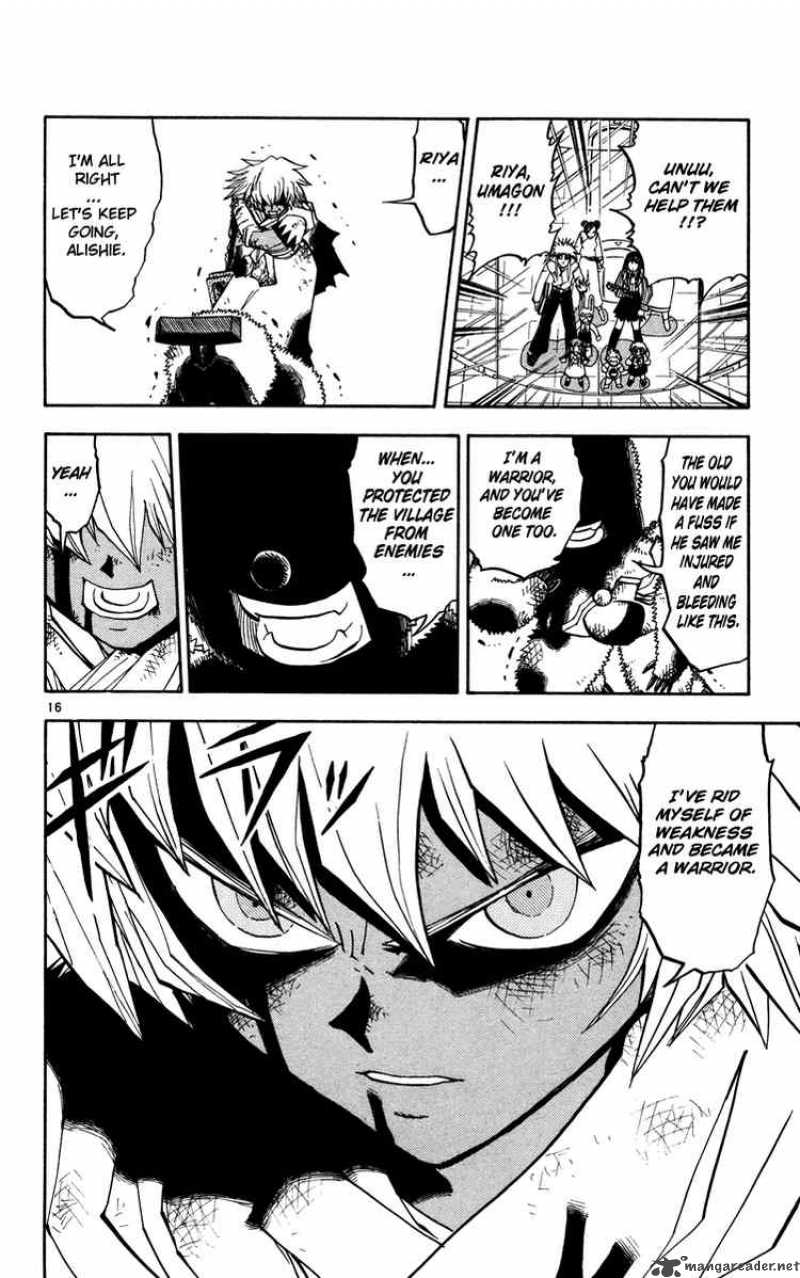 UNUU,
CAN'T WE
HELP THEM
!!?
RIYA,
UMAGON
!!!
RIYA
...
I'M ALL
RIGHT
...
LET'S KEEP
GOING,
ALISHIE.
THE OLD
YOU WOULD
HAVE MADE
A FUSS IF
HE SAW ME
INJURED
AND
BLEEDING
LIKE THIS.
I'M A
WARRIOR,
AND YOU'VE
BECOME
ONE TOO.
WHEN...
YOU
PROTECTED
THE VILLAGE
FROM
ENEMIES
...
YEAH
...
16
I'VE RID
MYSELF OF
WEAKNESS
AND BECAME
A WARRIOR.
mangareader.net